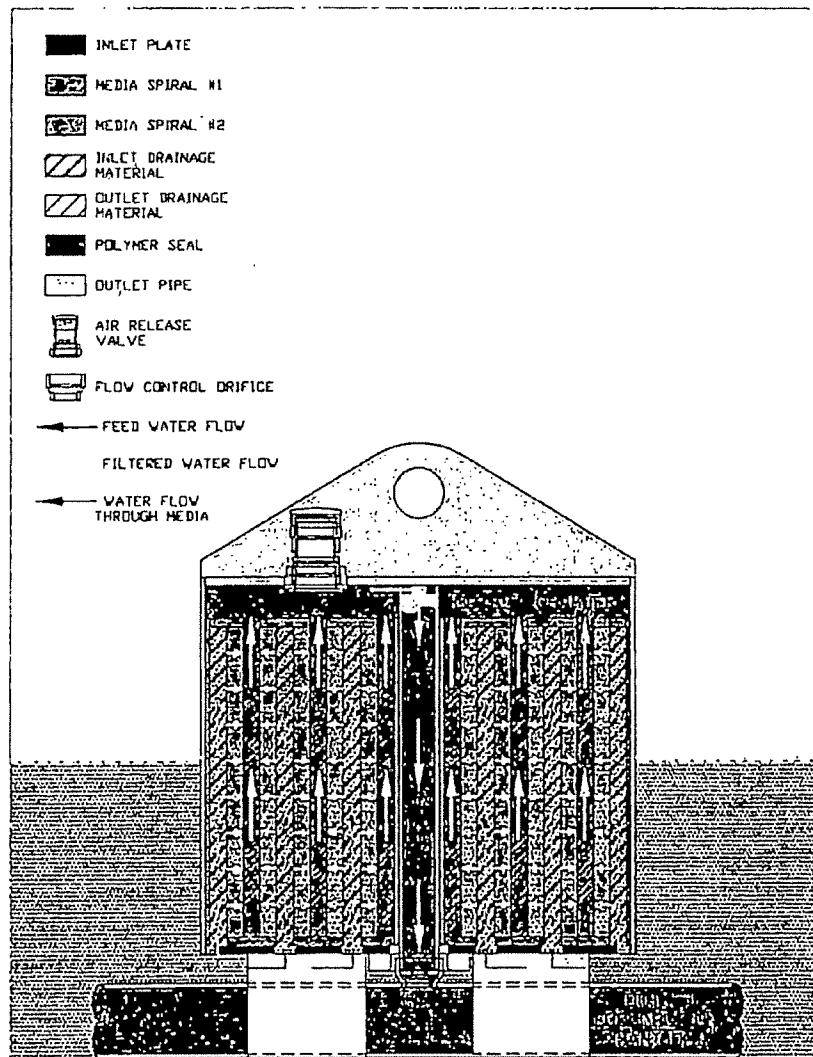 INLET PLATE
MEDIA SPIRAL #1
MEDIA SPIRAL #2
INLET DRAINAGE
MATERIAL
OUTLET DRAINAGE
MATERIAL
POLYMER SEAL
OUTLET PIPE
AIR RELEASE
VALVE
FLOW CONTROL ORIFICE
FEED WATER FLOW
FILTERED WATER FLOW
WATER FLOW
THROUGH MEDIA